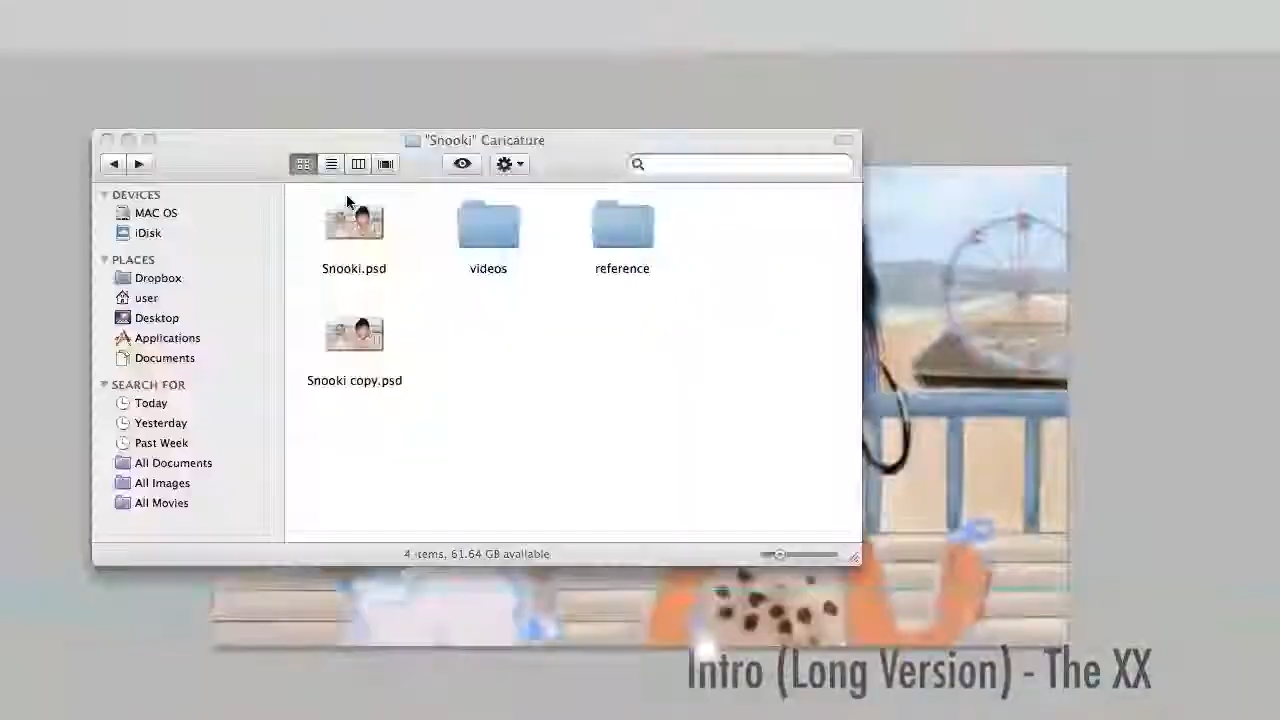 "Snooki" Caricature
DEVICES
MAC OS
iDisk
PLACES
Dropbox
user
Desktop
Applications
Documents
SEARCH FOR
Today
Yesterday
Past Week
All Documents
All Images
All Movies
Snooki.psd
videos
reference
Snooki copy.psd
4 items, 61.64 GB available
Intro (Long Version) - The XX